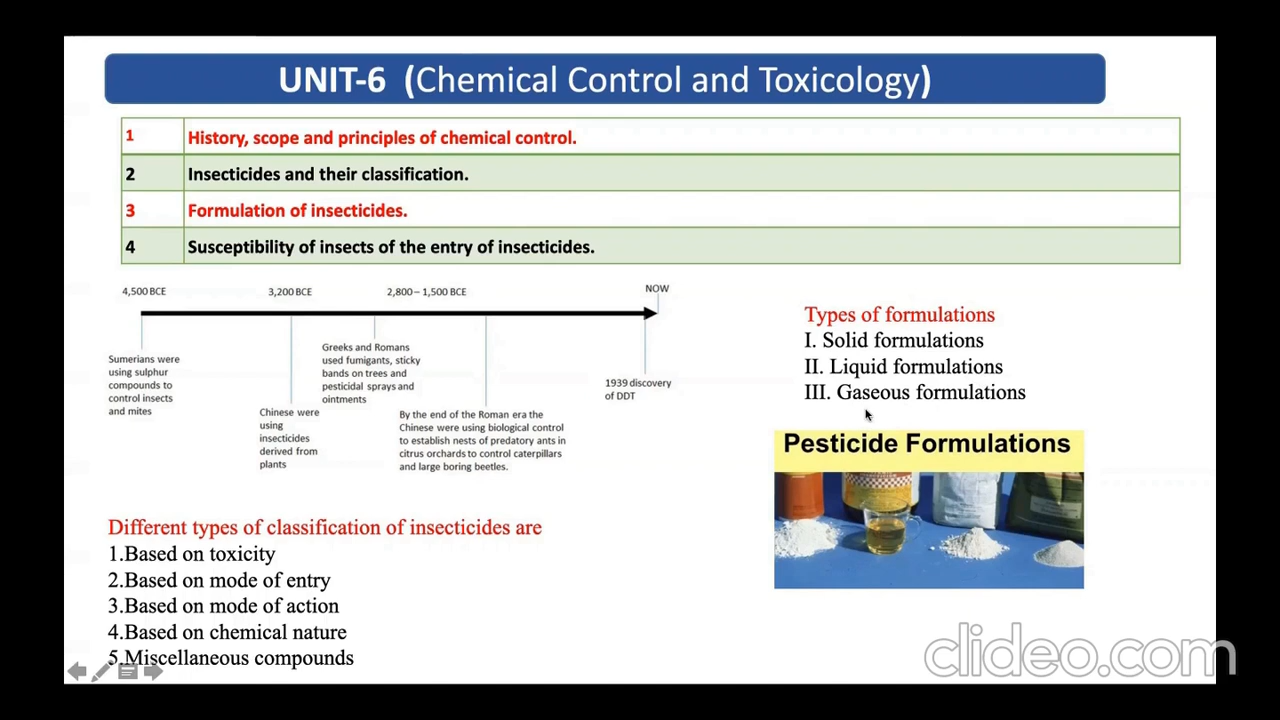 UNIT-6 (Chemical Control and Toxicology)
1 History, scope and principles of chemical control.
2 Insecticides and their classification.
3 Formulation of insecticides.
4 Susceptibility of insects of the entry of insecticides.
4,500 BCE
3,200 BCE
2,800 – 1,500 BCE
NOW
Sumerians were
using sulphur
compounds to
control insects
and mites
Chinese were
using
insecticides
derived from
plants
Greeks and Romans
used fumigants, sticky
bands on trees and
pesticidal sprays and
ointments
By the end of the Roman era the
Chinese were using biological control
to establish nests of predatory ants in
citrus orchards to control caterpillars
and large boring beetles.
1939 discovery
of DDT
Types of formulations
I. Solid formulations
II. Liquid formulations
III. Gaseous formulations
Pesticide Formulations
Different types of classification of insecticides are
1.Based on toxicity
2.Based on mode of entry
3.Based on mode of action
4.Based on chemical nature
5.Miscellaneous compounds
clideo.com